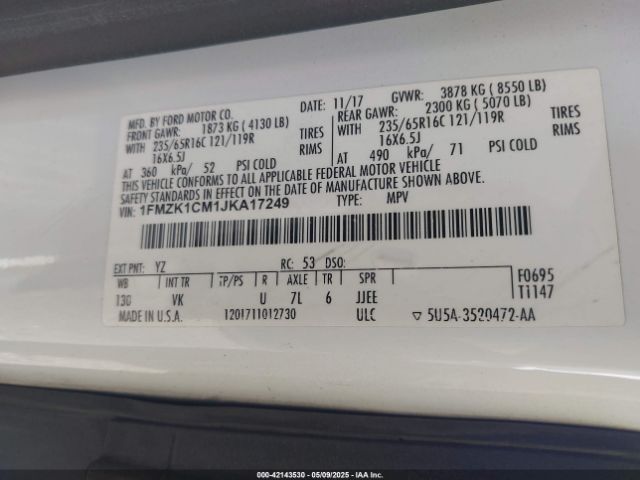 MFD. BY FORD MOTOR CO.
DATE: 11/17 GVWR: 3878 KG ( 8550 LB)
FRONT GAWR: 1873 KG ( 4130 LB) REAR GAWR: 2300 KG ( 5070 LB)
WITH 235/65R16C 121/119R TIRES WITH 235/65R16C 121/119R TIRES
16X6.5J RIMS 16X6.5J RIMS
AT 360 kPa/ 52 PSI COLD AT 490 kPa/ 71 PSI COLD
THIS VEHICLE CONFORMS TO ALL APPLICABLE FEDERAL MOTOR VEHICLE
SAFETY STANDARDS IN EFFECT ON THE DATE OF MANUFACTURE SHOWN ABOVE.
VIN: 1FMZK1CM1JKA17249 TYPE: MPV
EXT PNT: YZ RC: 53 DSO:
WB INT TR TP/PS R AXLE TR SPR F0695
130 VK U 7L 6 JJEE T1147
MADE IN U.S.A. 1201711012730 ULC ▽ 5U5A-3520472-AA
000-42143530 - 05/09/2025 - IAA Inc.